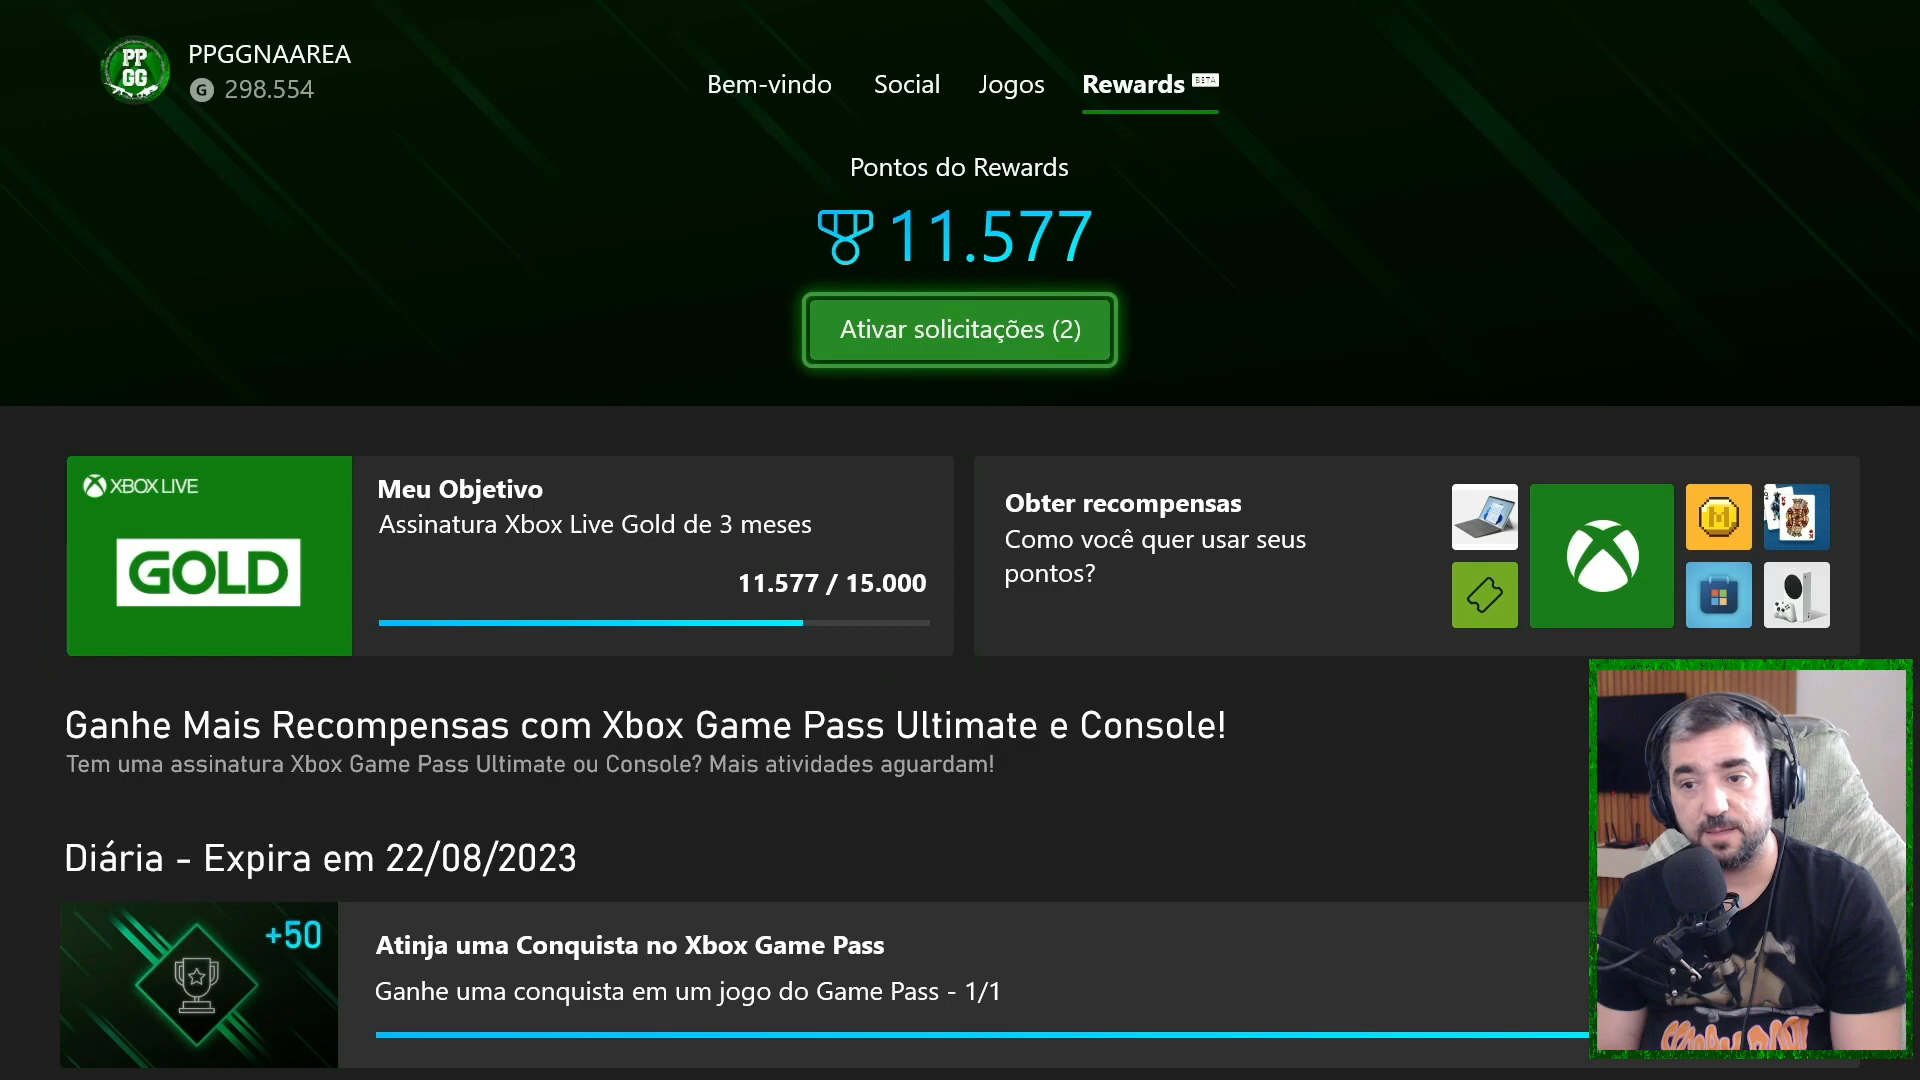 PP
GG
PPGGNAAREA
G 298.554
Bem-vindo
Social
Jogos
Rewards BETA
Pontos do Rewards
11.577
Ativar solicitações (2)
XBOX LIVE
GOLD
Meu Objetivo
Assinatura Xbox Live Gold de 3 meses
11.577 / 15.000
Obter recompensas
Como você quer usar seus
pontos?
M
Ganhe Mais Recompensas com Xbox Game Pass Ultimate e Console!
Tem uma assinatura Xbox Game Pass Ultimate ou Console? Mais atividades aguardam!
Diária - Expira em 22/08/2023
+50
Atinja uma Conquista no Xbox Game Pass
Ganhe uma conquista em um jogo do Game Pass - 1/1